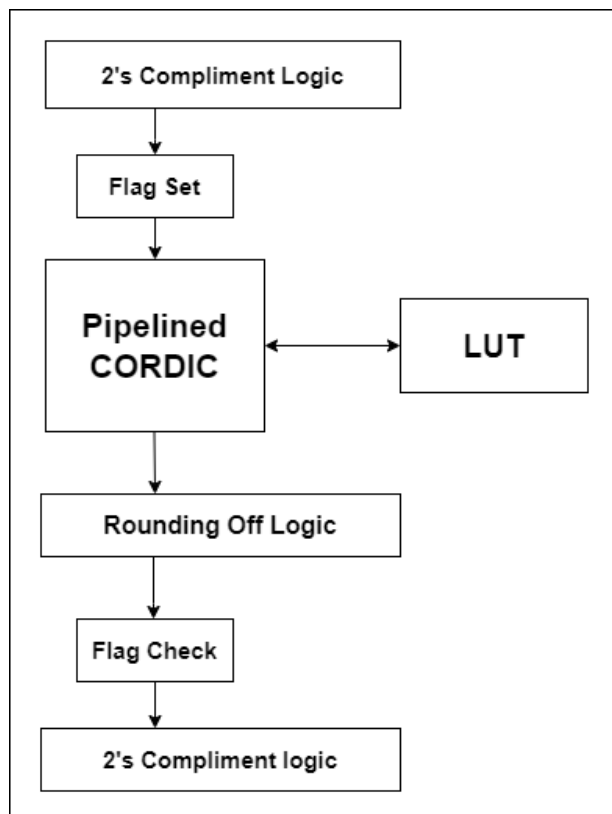 2's Compliment Logic
Flag Set
Pipelined
CORDIC
LUT
Rounding Off Logic
Flag Check
2's Compliment logic